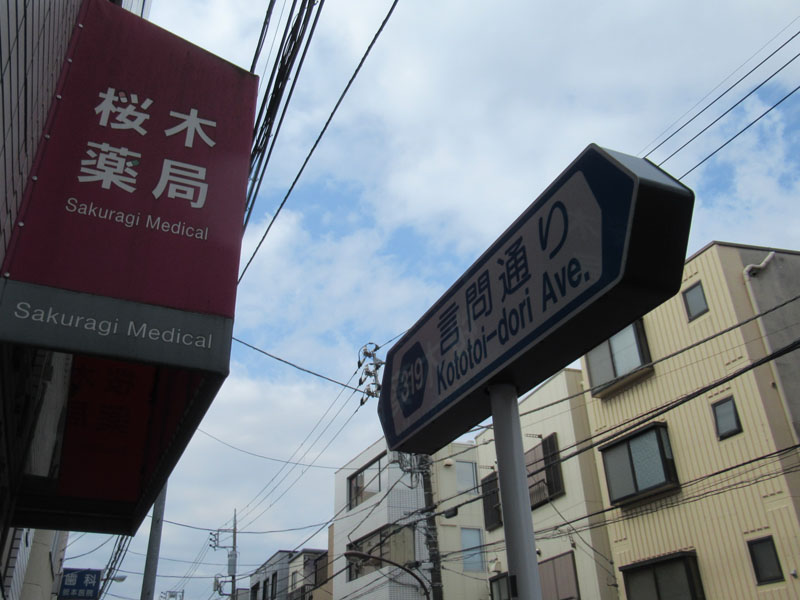 桜木
薬局
Sakuragi Medical
Sakuragi Medical
319
言問通り
Kototoi-dori Ave.
歯科